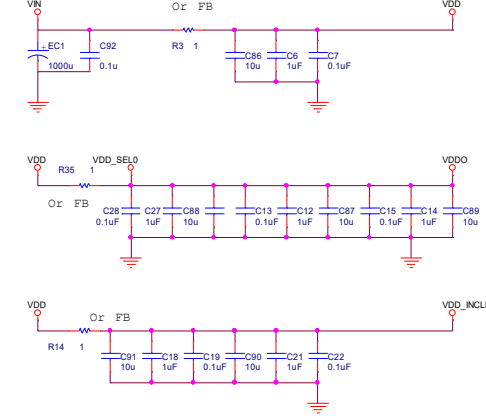 VIN
Or FB
VDD
EC1
C92
R3 1
C86
C6
C7
1000u
0.1u
10u
1uF
0.1uF
VDD
R35 1
VDD_SEL0
VDDO
Or FB
C28
C27
C88
C13
C12
C87
C15
C14
C89
0.1uF
1uF
10u
0.1uF
1uF
10u
0.1uF
1uF
10u
VDD
Or FB
VDD_INCL
R14 1
C91
C18
C19
C90
C21
C22
10u
1uF
0.1uF
10u
1uF
0.1uF